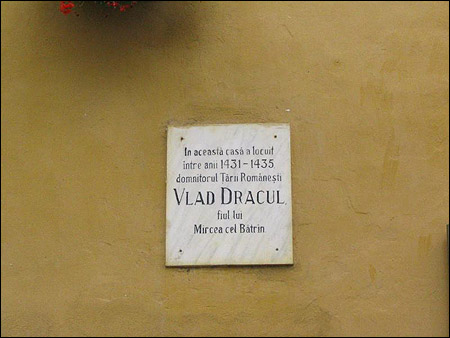 In această casă a locuit
între anii 1431–1435,
domnitorul Țării Românești
VLAD DRACUL,
fiul lui
Mircea cel Bătrîn